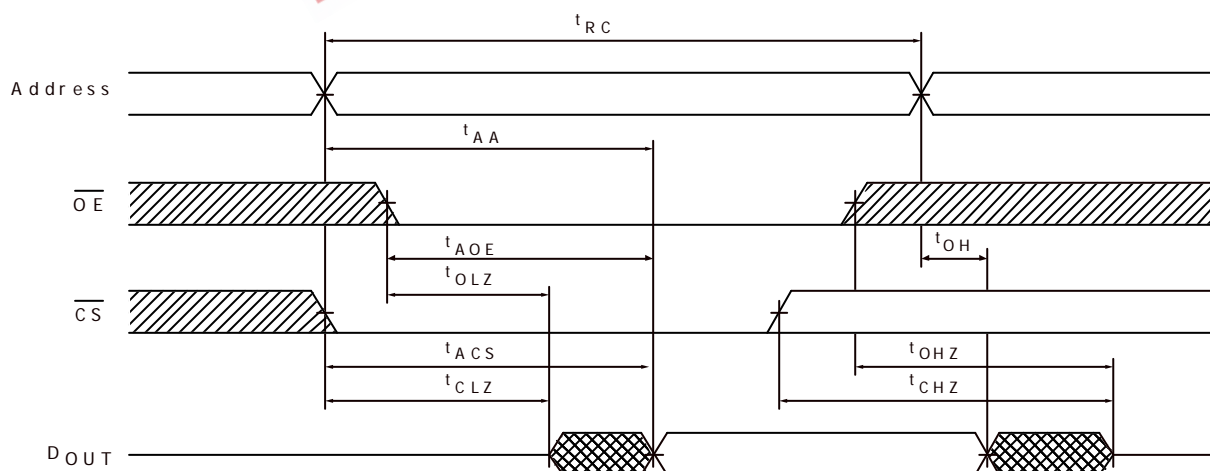 tRC
Address
tAA
OE
tAOE
tOH
tOLZ
CS
tACS
tOHZ
tCLZ
tCHZ
DOUT